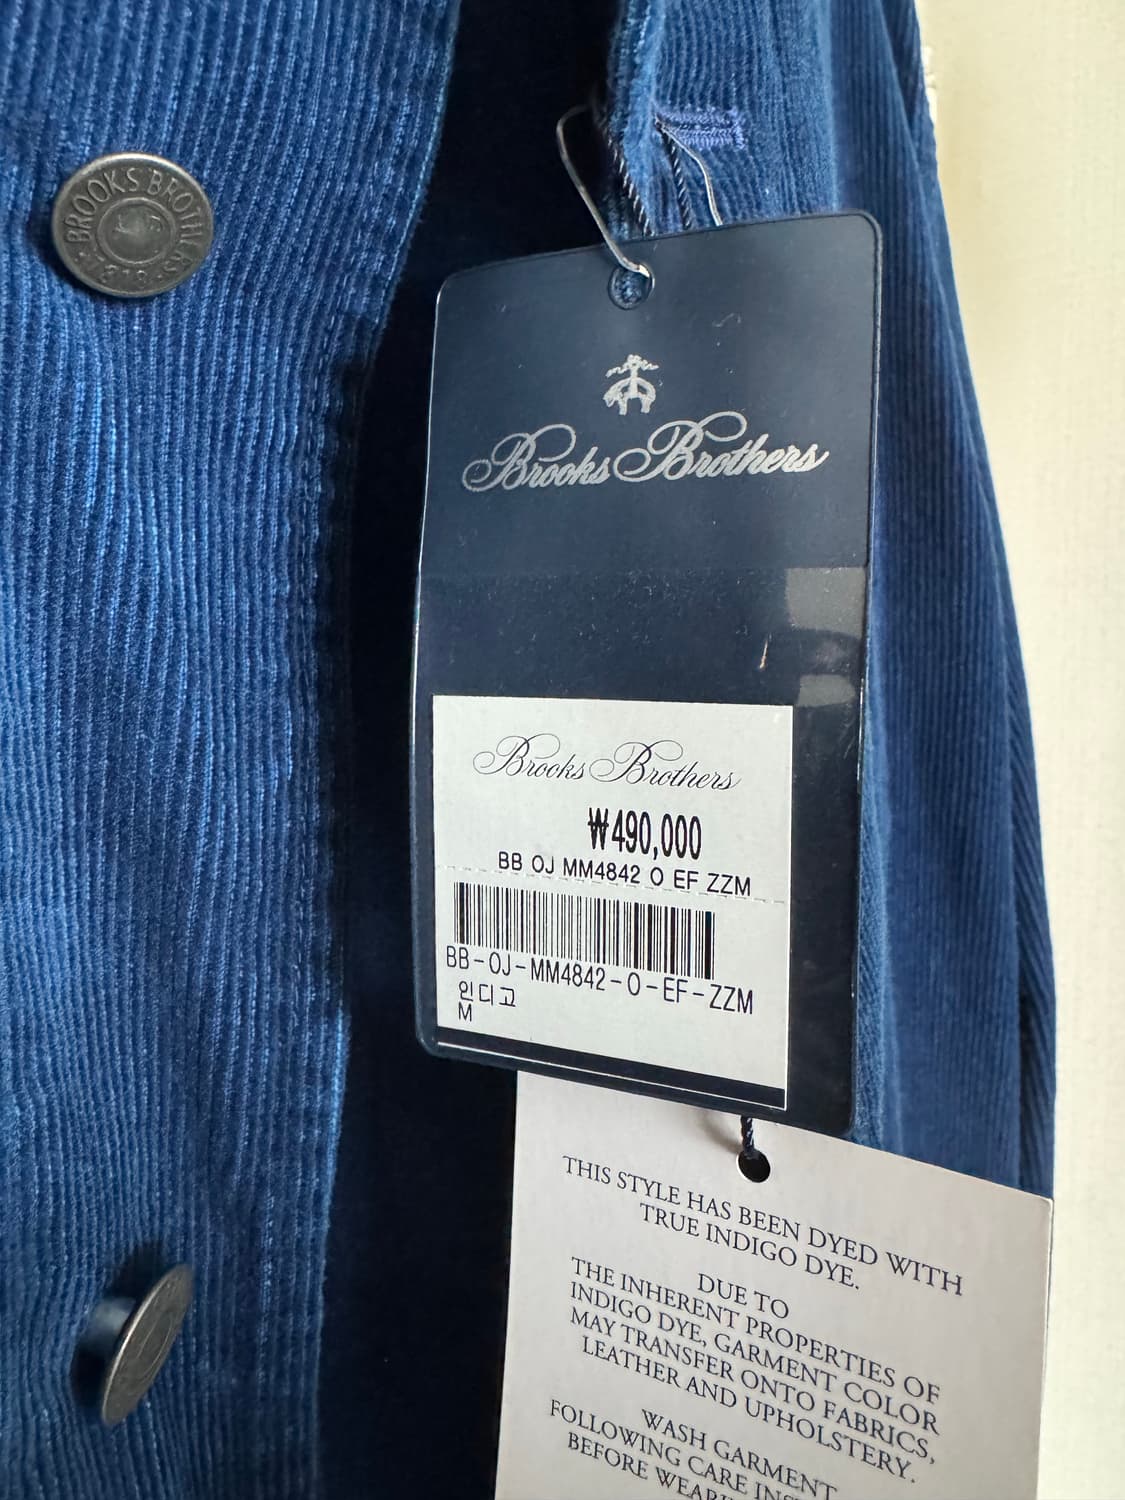 BROOKS BROTHERS
1818
Brooks Brothers
Brooks Brothers
₩490,000
BB OJ MM4842 O EF ZZM
BB-OJ-MM4842-O-EF-ZZM
인디고
M
THIS STYLE HAS BEEN DYED WITH
TRUE INDIGO DYE.
DUE TO
THE INHERENT PROPERTIES OF
INDIGO DYE, GARMENT COLOR
MAY TRANSFER ONTO FABRICS,
LEATHER AND UPHOLSTERY.
WASH GARMENT
FOLLOWING CARE
BEFORE